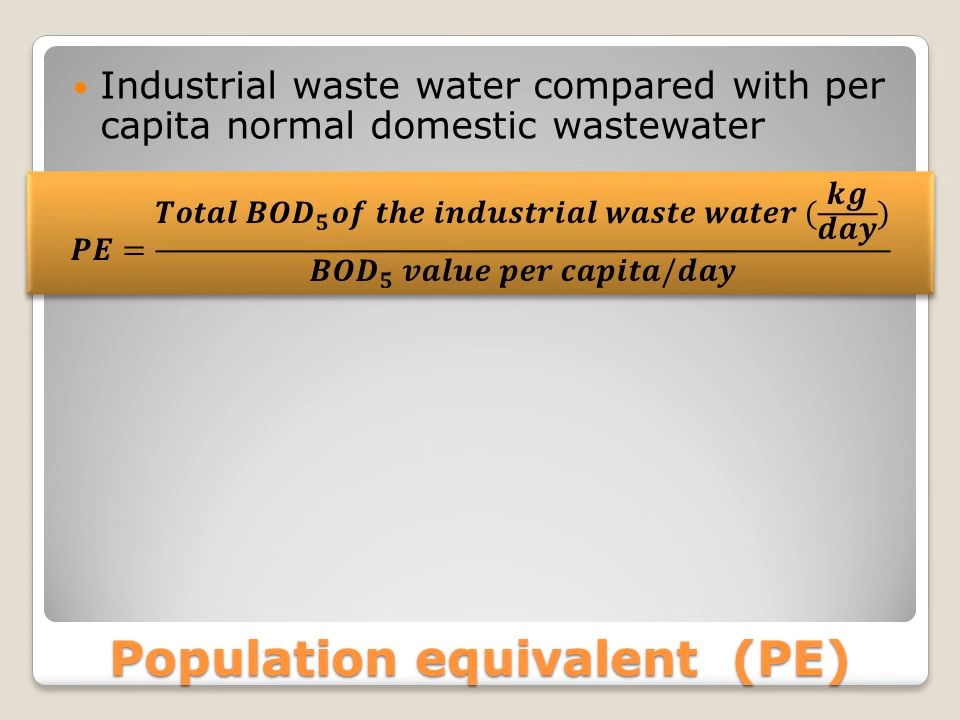 Industrial waste water compared with per
capita normal domestic wastewater
PE = Total BOD₅ of the industrial waste water (kg/day) / BOD₅ value per capita/day
Population equivalent (PE)